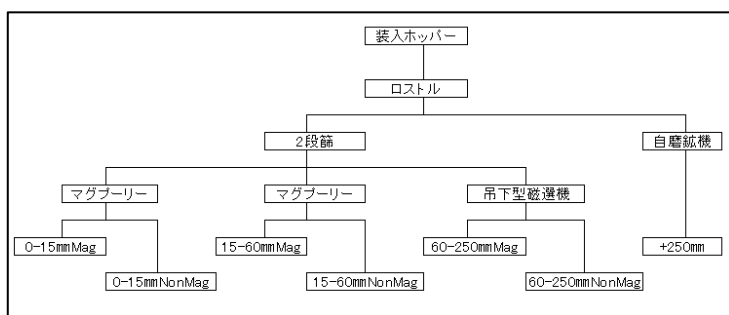 装入ホッパー
ロストル
2段篩
自磨鉱機
マグプーリー
マグプーリー
吊下型磁選機
0-15mmMag
15-60mmMag
60-250mmMag
+250mm
0-15mmNonMag
15-60mmNonMag
60-250mmNonMag